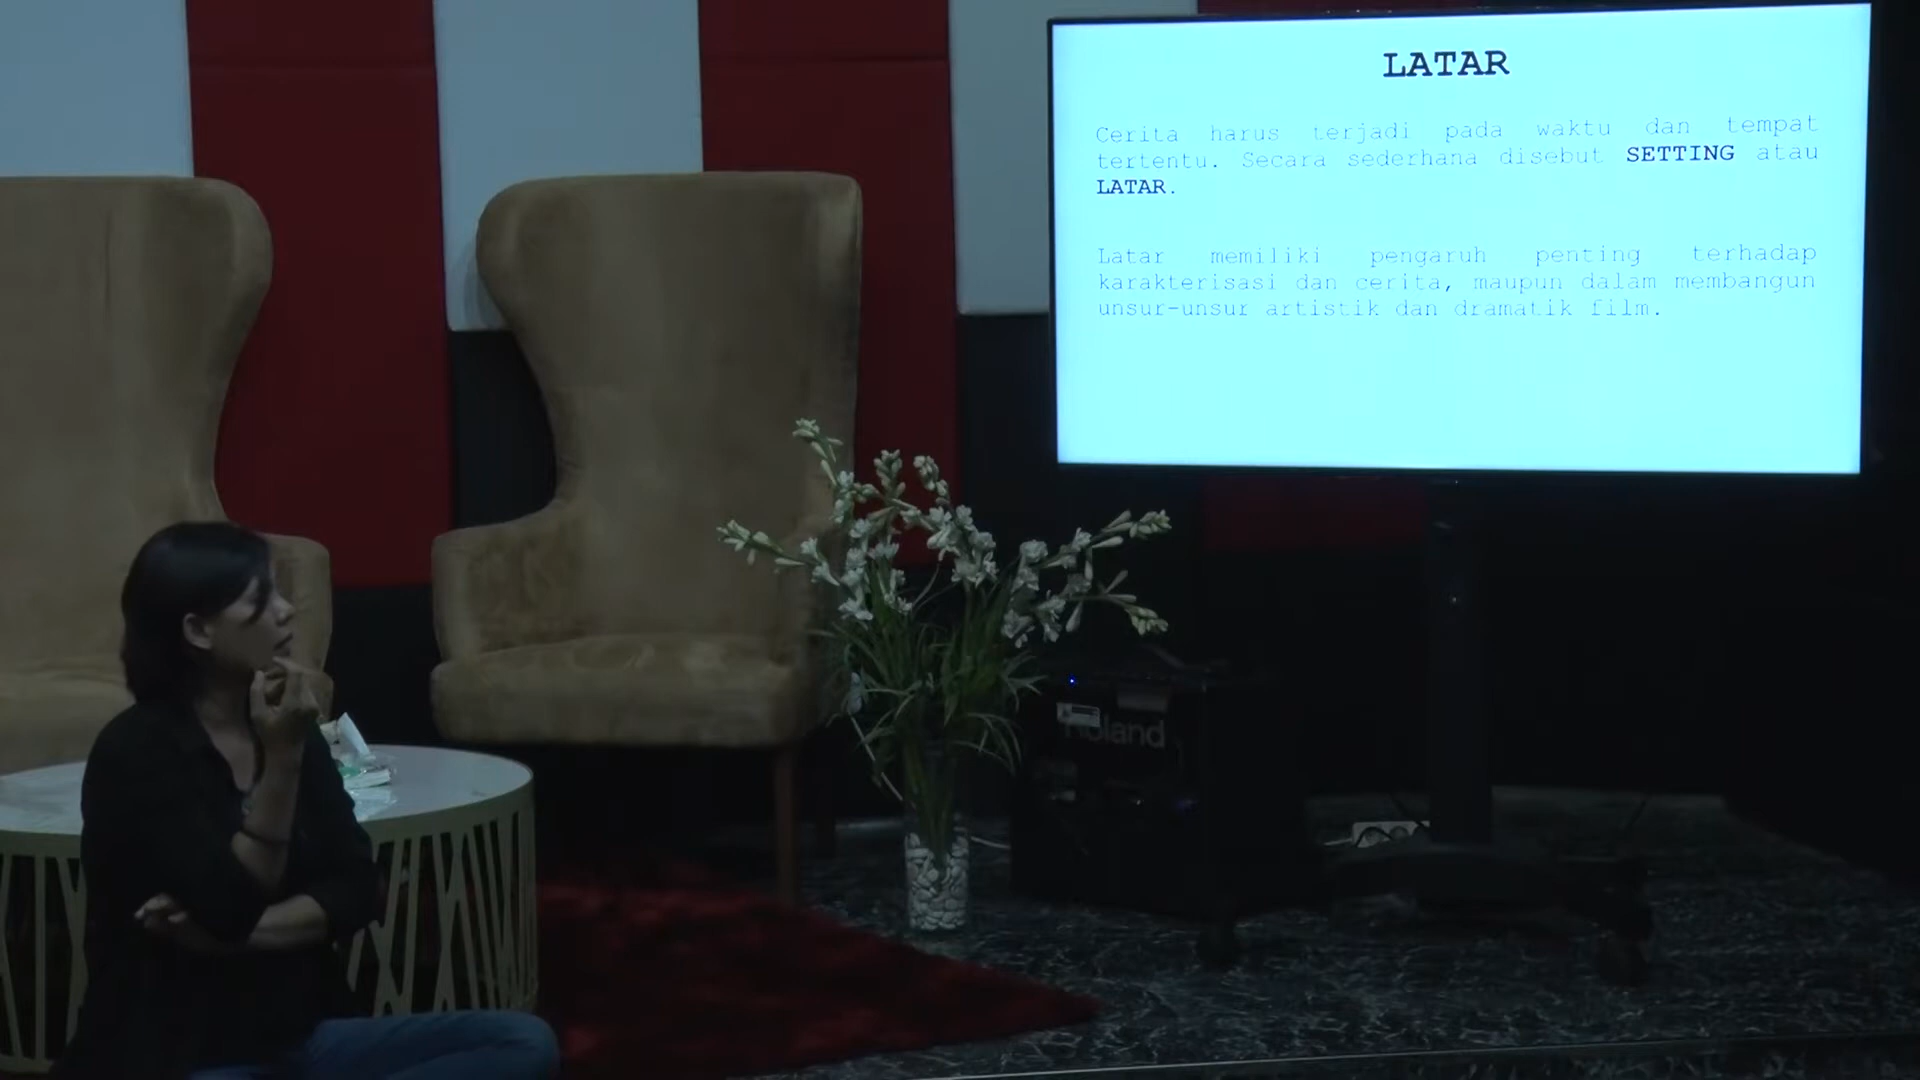 LATAR
Cerita harus terjadi pada waktu dan tempat
tertentu. Secara sederhana disebut SETTING atau
LATAR.
Latar memiliki pengaruh penting terhadap
karakterisasi dan cerita, maupun dalam membangun
unsur-unsur artistik dan dramatik film.
Roland